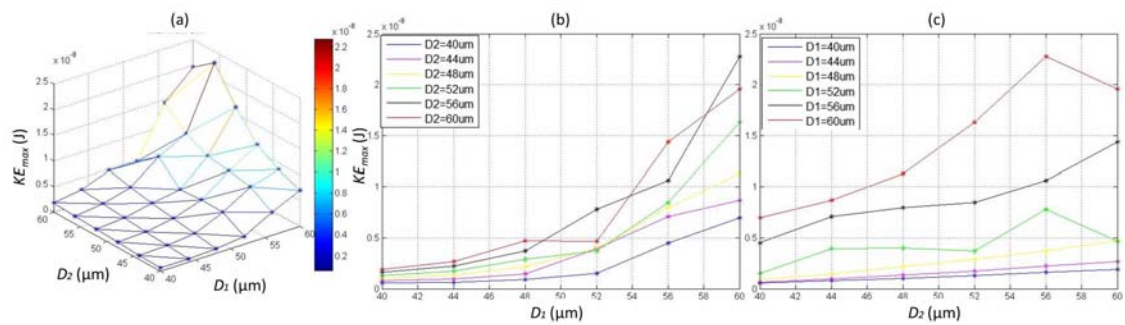 (a)
x 10⁻⁸
2.5
2
1.5
1
0.5
0
KEmax (J)
60
55
50
45
40
D2 (μm)
40
45
50
55
60
D1 (μm)
x 10⁻⁸
2.2
2
1.8
1.6
1.4
1.2
1
0.8
0.6
0.4
0.2
(b)
x 10⁻⁸
D2=40um
D2=44um
D2=48um
D2=52um
D2=56um
D2=60um
2.5
2
1.5
1
0.5
0
KEmax (J)
40 42 44 46 48 50 52 54 56 58 60
D1 (μm)
(c)
x 10⁻⁸
D1=40um
D1=44um
D1=48um
D1=52um
D1=56um
D1=60um
2.5
2
1.5
1
0.5
0
40 42 44 46 48 50 52 54 56 58 60
D2 (μm)